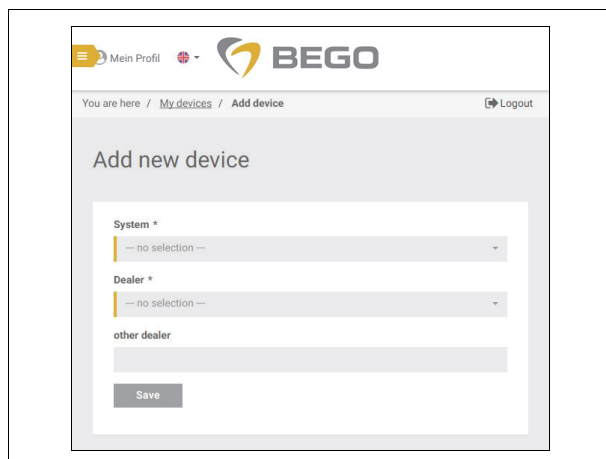 Mein Profil
BEGO
You are here / My devices / Add device
Logout
Add new device
System *
--- no selection ---
Dealer *
--- no selection ---
other dealer
Save